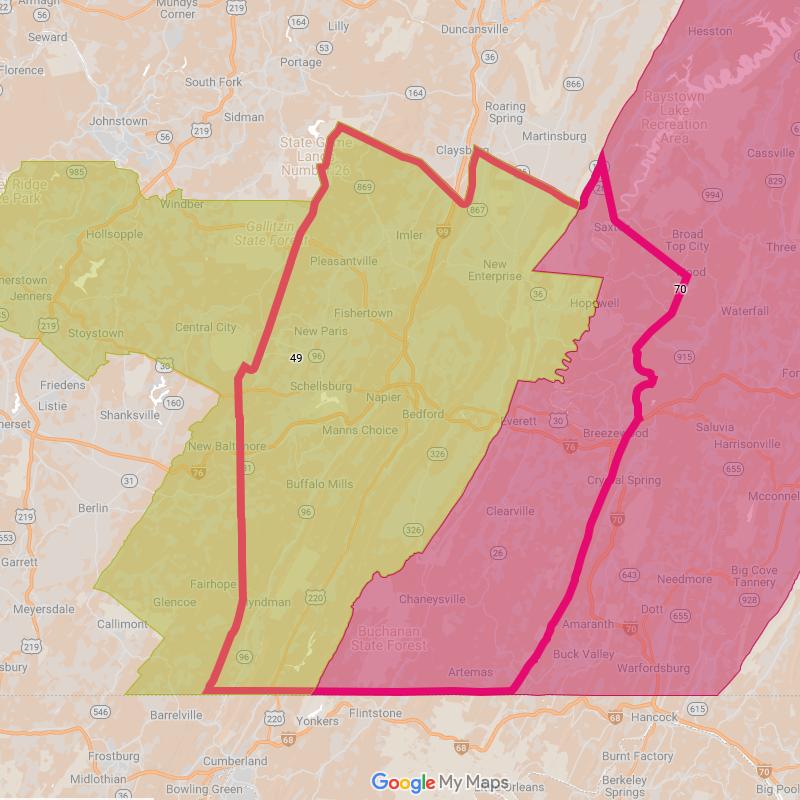 Armagh
Mundys
Corner
Hesston
Seward
Lilly
Duncansville
53
36
Florence
Portage
866
South Fork
164
Raystown
Lake
Recreation
Area
Johnstown
Sidman
219
56
Roaring
Spring
Martinsburg
State Game
Lands
Number 26
Claysburg
Cassville
985
869
829
994
Windber
867
Saxton
Hollsopple
Gallitzin
State Forest
Imler
99
Broad
Top City
Three
Jenners
Pleasantville
New
Enterprise
70
36
Hopewell
219
Stoystown
Central City
Fishertown
Waterfall
New Paris
96
49
915
30
Friedens
Listie
Schellsburg
Napier
160
Shanksville
Bedford
Everett
30
Saluvia
Manns Choice
Breezewood
Harrisonville
New Baltimore
76
76
326
655
31
31
Buffalo Mills
Crystal Spring
Mcconnel
219
Berlin
96
Clearville
70
653
326
26
Garrett
Fairhope
220
643
Needmore
Big Cove
Tannery
Meyersdale
Glencoe
Hyndman
Chaneysville
928
Callimont
Dott
655
219
Buchanan
State Forest
Amaranth
70
sbury
96
Buck Valley
Artemas
Warfordsburg
546
Barrelville
220
Yonkers
Flintstone
68
Hancock
615
68
Frostburg
Cumberland
68
Burnt Factory
Midlothian
Bowling Green
36
Berkeley
Springs
70
Orleans
Big Pool
Google My Maps